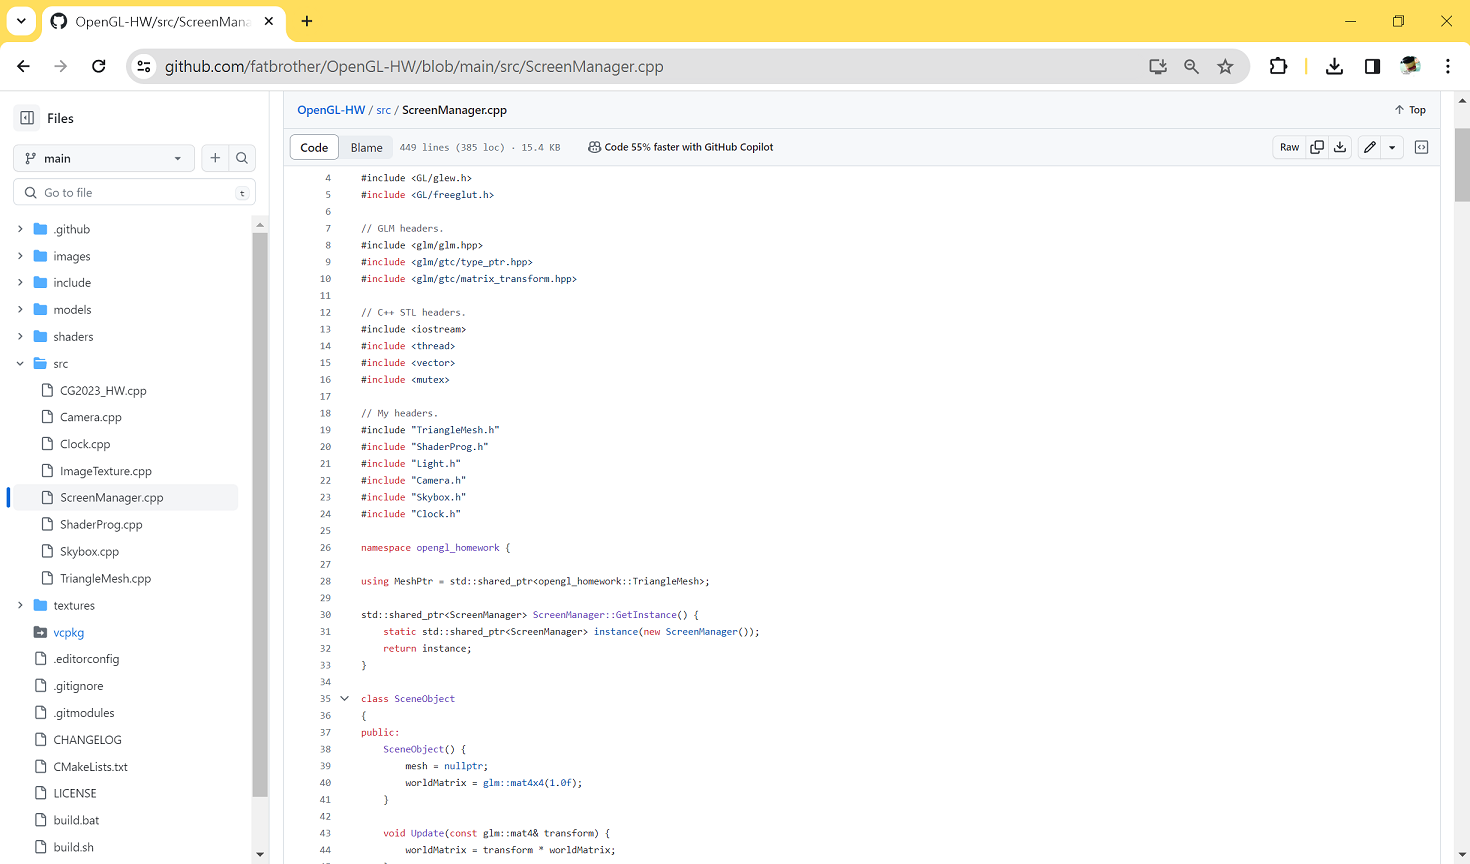 OpenGL-HW/src/ScreenMana
github.com/fatbrother/OpenGL-HW/blob/main/src/ScreenManager.cpp
Files
main
Go to file
t
.github
images
include
models
shaders
src
CG2023_HW.cpp
Camera.cpp
Clock.cpp
ImageTexture.cpp
ScreenManager.cpp
ShaderProg.cpp
Skybox.cpp
TriangleMesh.cpp
textures
vcpkg
.editorconfig
.gitignore
.gitmodules
CHANGELOG
CMakeLists.txt
LICENSE
build.bat
build.sh
OpenGL-HW / src / ScreenManager.cpp
Top
Code Blame 449 lines (385 loc) · 15.4 KB Code 55% faster with GitHub Copilot
Raw
4 #include <GL/glew.h>
5 #include <GL/freeglut.h>
6
7 // GLM headers.
8 #include <glm/glm.hpp>
9 #include <glm/gtc/type_ptr.hpp>
10 #include <glm/gtc/matrix_transform.hpp>
11
12 // C++ STL headers.
13 #include <iostream>
14 #include <thread>
15 #include <vector>
16 #include <mutex>
17
18 // My headers.
19 #include "TriangleMesh.h"
20 #include "ShaderProg.h"
21 #include "Light.h"
22 #include "Camera.h"
23 #include "Skybox.h"
24 #include "Clock.h"
25
26 namespace opengl_homework {
27
28 using MeshPtr = std::shared_ptr<opengl_homework::TriangleMesh>;
29
30 std::shared_ptr<ScreenManager> ScreenManager::GetInstance() {
31 static std::shared_ptr<ScreenManager> instance(new ScreenManager());
32 return instance;
33 }
34
35 class SceneObject
36 {
37 public:
38 SceneObject() {
39 mesh = nullptr;
40 worldMatrix = glm::mat4x4(1.0f);
41 }
42
43 void Update(const glm::mat4& transform) {
44 worldMatrix = transform * worldMatrix;